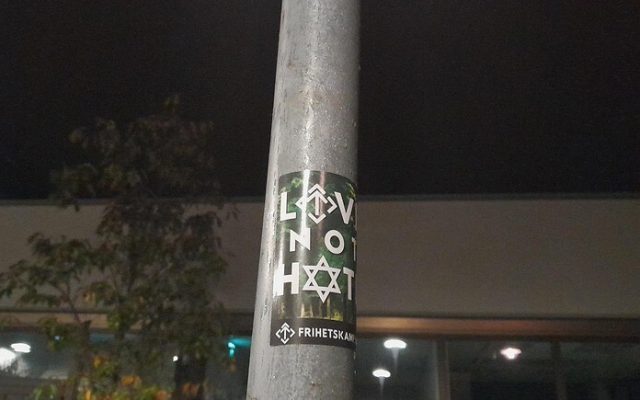 L⟨↑⟩V
NOT
H✡T
FRIHETSKAM